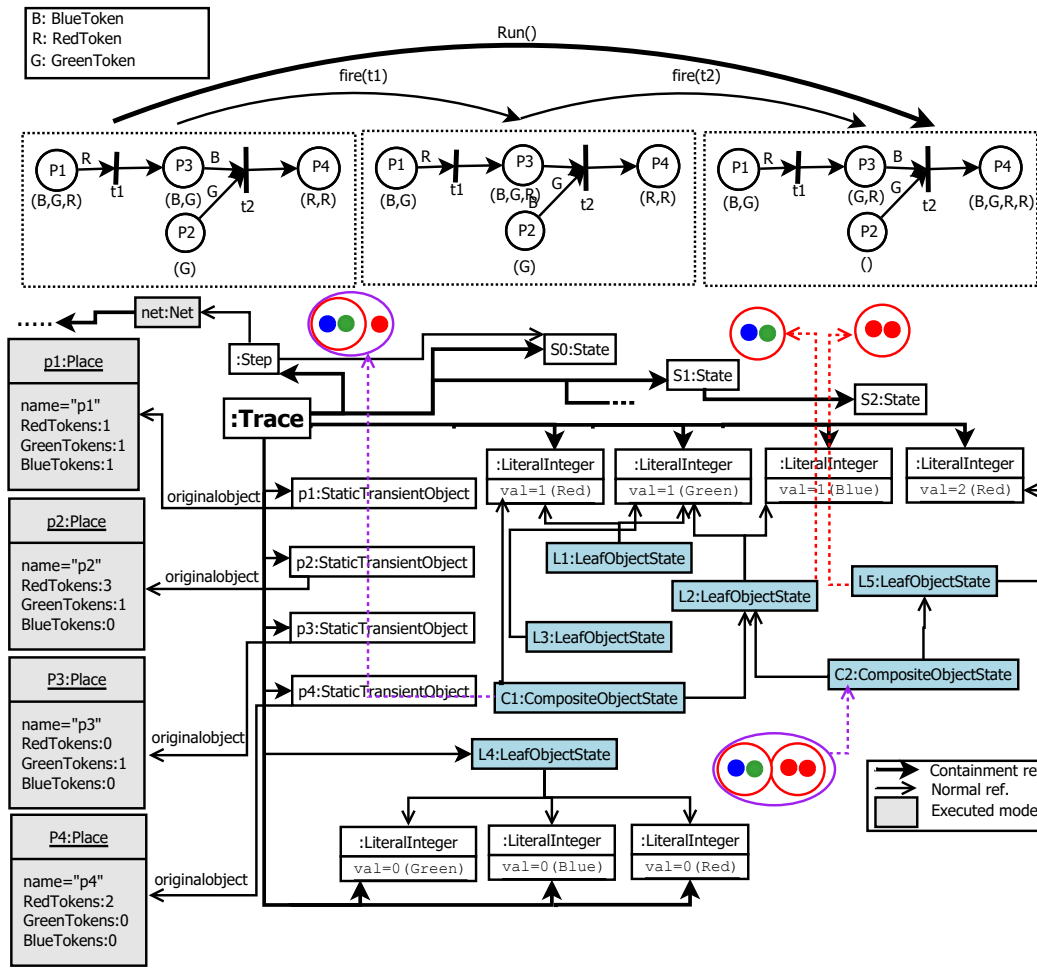 B: BlueToken
R: RedToken
G: GreenToken
Run()
fire(t1)
fire(t2)
P1
R
t1
P3
B
G
t2
P4
P2
(B,G,R)
(B,G)
(R,R)
(G)
P1
R
t1
P3
B
G
t2
P4
P2
(B,G)
(B,G,R)
(R,R)
(G)
P1
R
t1
P3
B
G
t2
P4
P2
(B,G)
(G,R)
(B,G,R,R)
()
.....
net:Net
:Step
S0:State
S1:State
...
S2:State
:Trace
p1:Place
name="p1"
RedTokens:1
GreenTokens:1
BlueTokens:1
p2:Place
name="p2"
RedTokens:3
GreenTokens:1
BlueTokens:0
P3:Place
name="p3"
RedTokens:0
GreenTokens:1
BlueTokens:0
P4:Place
name="p4"
RedTokens:2
GreenTokens:0
BlueTokens:0
originalobject
originalobject
originalobject
originalobject
p1:StaticTransientObject
p2:StaticTransientObject
p3:StaticTransientObject
p4:StaticTransientObject
:LiteralInteger
val=1(Red)
:LiteralInteger
val=1(Green)
:LiteralInteger
val=1(Blue)
:LiteralInteger
val=2(Red)
L1:LeafObjectState
L2:LeafObjectState
L5:LeafObjectState
L3:LeafObjectState
C1:CompositeObjectState
C2:CompositeObjectState
L4:LeafObjectState
:LiteralInteger
val=0(Green)
:LiteralInteger
val=0(Blue)
:LiteralInteger
val=0(Red)
Containment re
Normal ref.
Executed mode